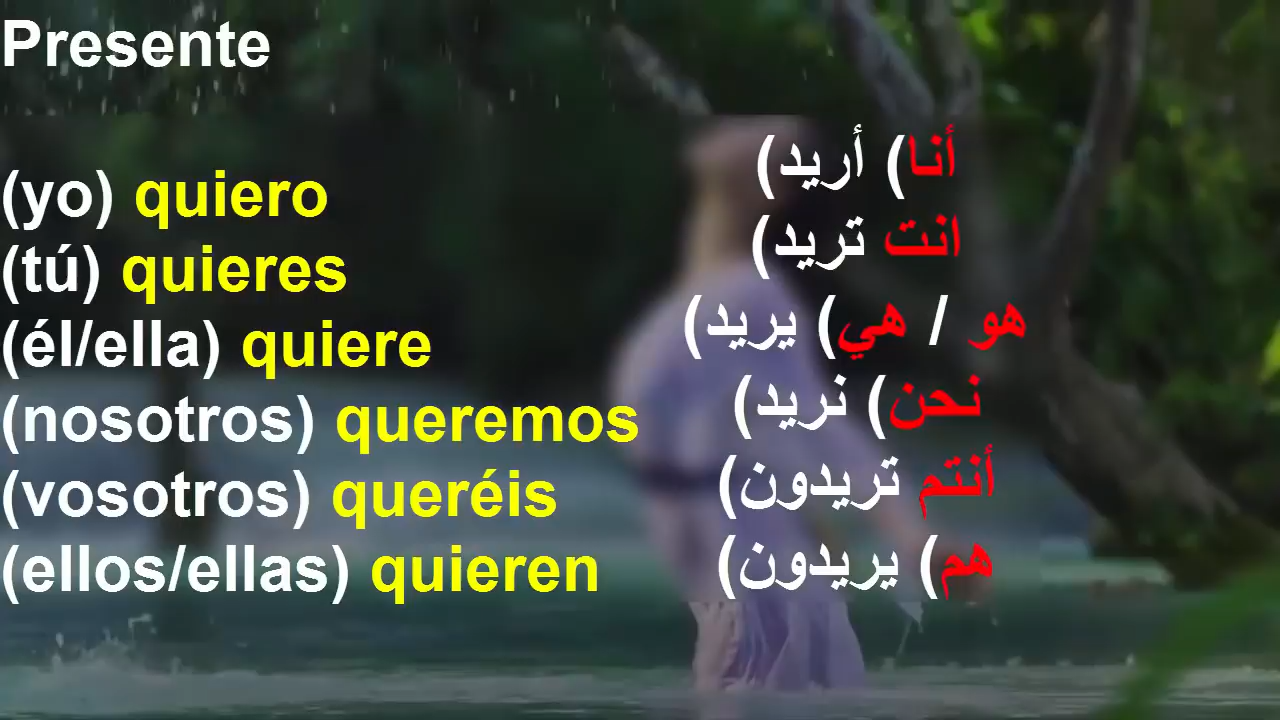 Presente
(yo) quiero
(tú) quieres
(él/ella) quiere
(nosotros) queremos
(vosotros) queréis
(ellos/ellas) quieren
أنا) أريد)
انت تريد)
هو / هي) يريد)
نحن) نريد)
أنتم تريدون)
هم) يريدون)